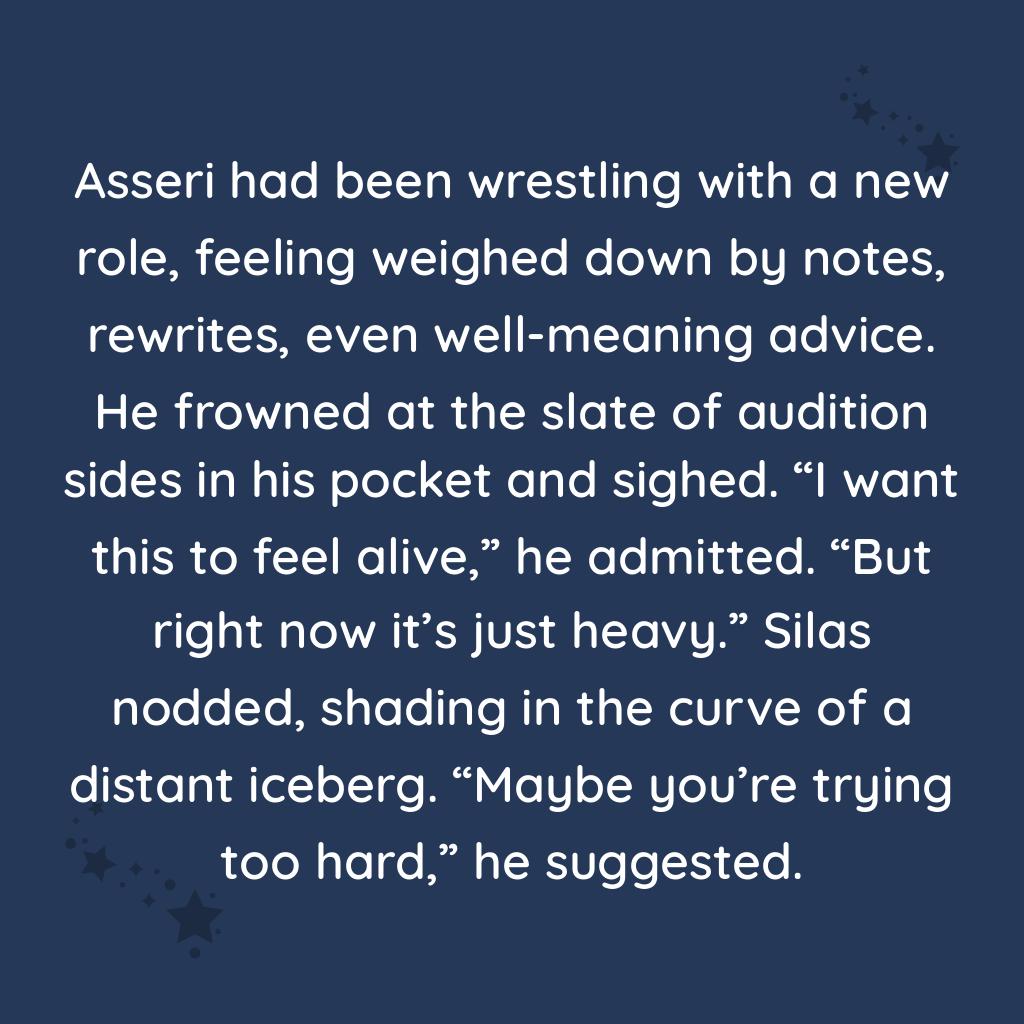 Asseri had been wrestling with a new
role, feeling weighed down by notes,
rewrites, even well-meaning advice.
He frowned at the slate of audition
sides in his pocket and sighed. “I want
this to feel alive,” he admitted. “But
right now it’s just heavy.” Silas
nodded, shading in the curve of a
distant iceberg. “Maybe you’re trying
too hard,” he suggested.